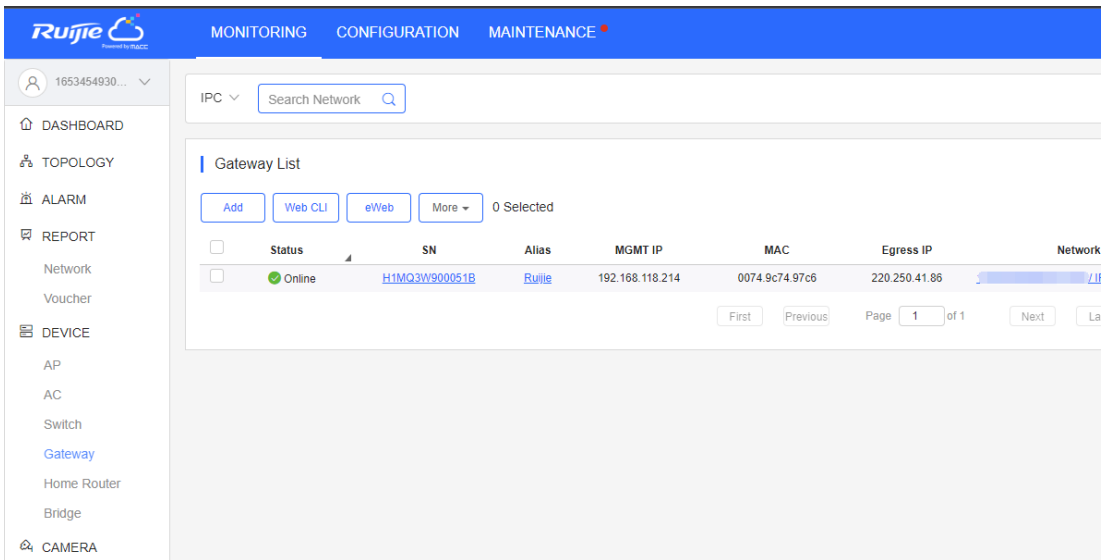 Ruijie
Powered by MACC
MONITORING CONFIGURATION MAINTENANCE
1653454930...
IPC Search Network
DASHBOARD
TOPOLOGY
ALARM
REPORT
Network
Voucher
DEVICE
AP
AC
Switch
Gateway
Home Router
Bridge
CAMERA
Gateway List
Add Web CLI eWeb More 0 Selected
Status SN Alias MGMT IP MAC Egress IP Network
Online H1MQ3W900051B Ruijie 192.168.118.214 0074.9c74.97c6 220.250.41.86
First Previous Page 1 of 1 Next La